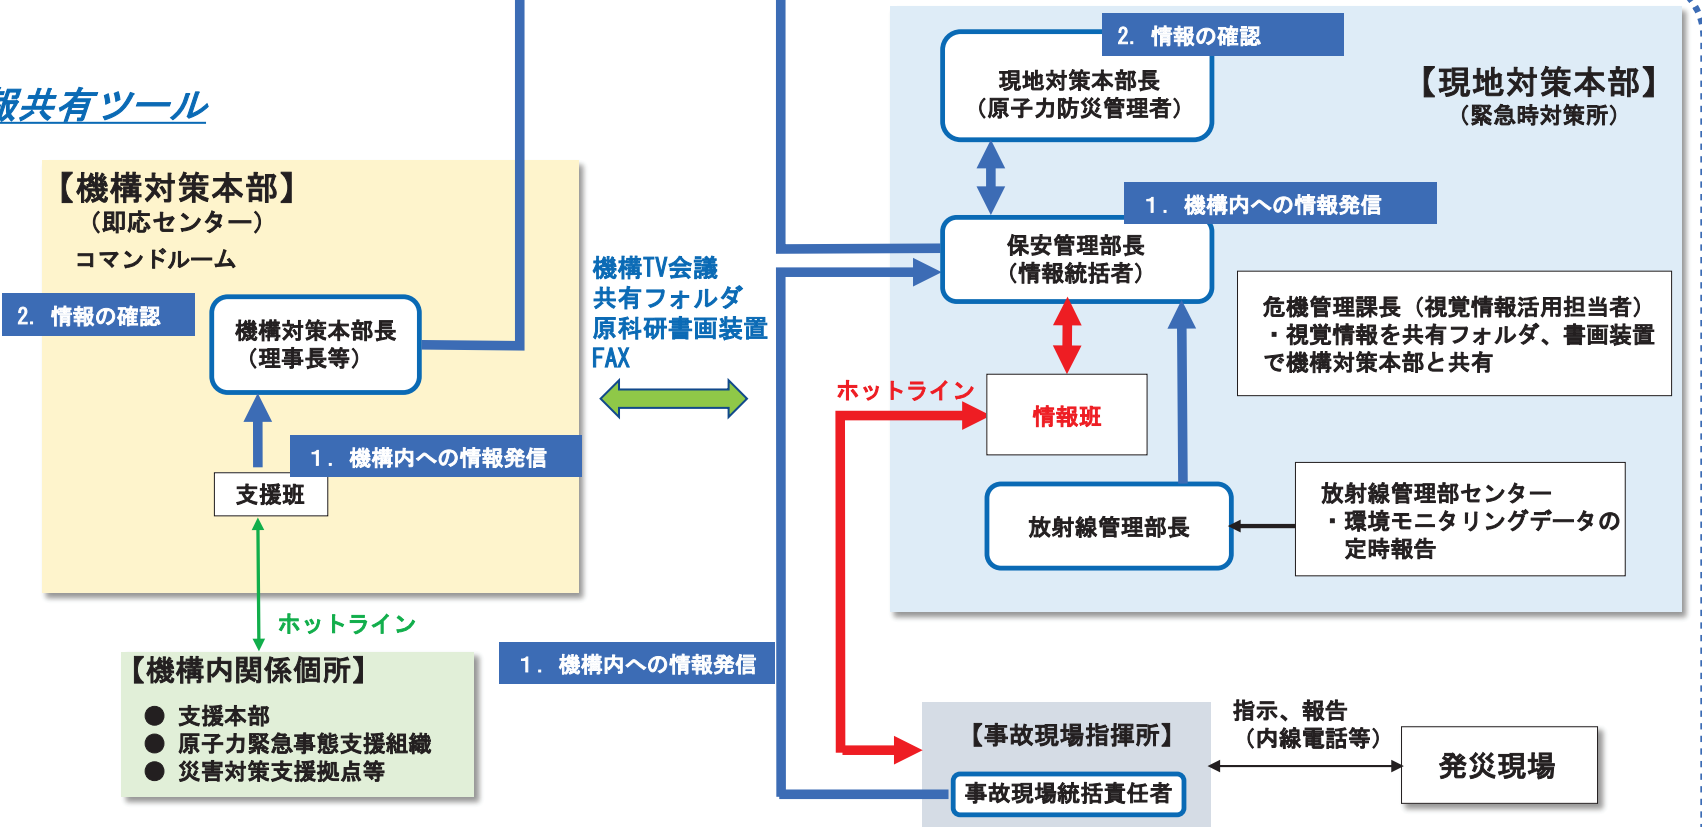 報共有ツール
【機構対策本部】
（即応センター）
コマンドルーム
2. 情報の確認
機構対策本部長
（理事長等）
1. 機構内への情報発信
支援班
ホットライン
【機構内関係個所】
● 支援本部
● 原子力緊急事態支援組織
● 災害対策支援拠点等
機構TV会議
共有フォルダ
原科研書画装置
FAX
1. 機構内への情報発信
【現地対策本部】
（緊急時対策所）
2. 情報の確認
現地対策本部長
（原子力防災管理者）
1. 機構内への情報発信
保安管理部長
（情報統括者）
危機管理課長（視覚情報活用担当者）
・視覚情報を共有フォルダ、書画装置
で機構対策本部と共有
ホットライン
情報班
放射線管理部長
放射線管理部センター
・環境モニタリングデータの
定時報告
【事故現場指揮所】
事故現場統括責任者
指示、報告
（内線電話等）
発災現場